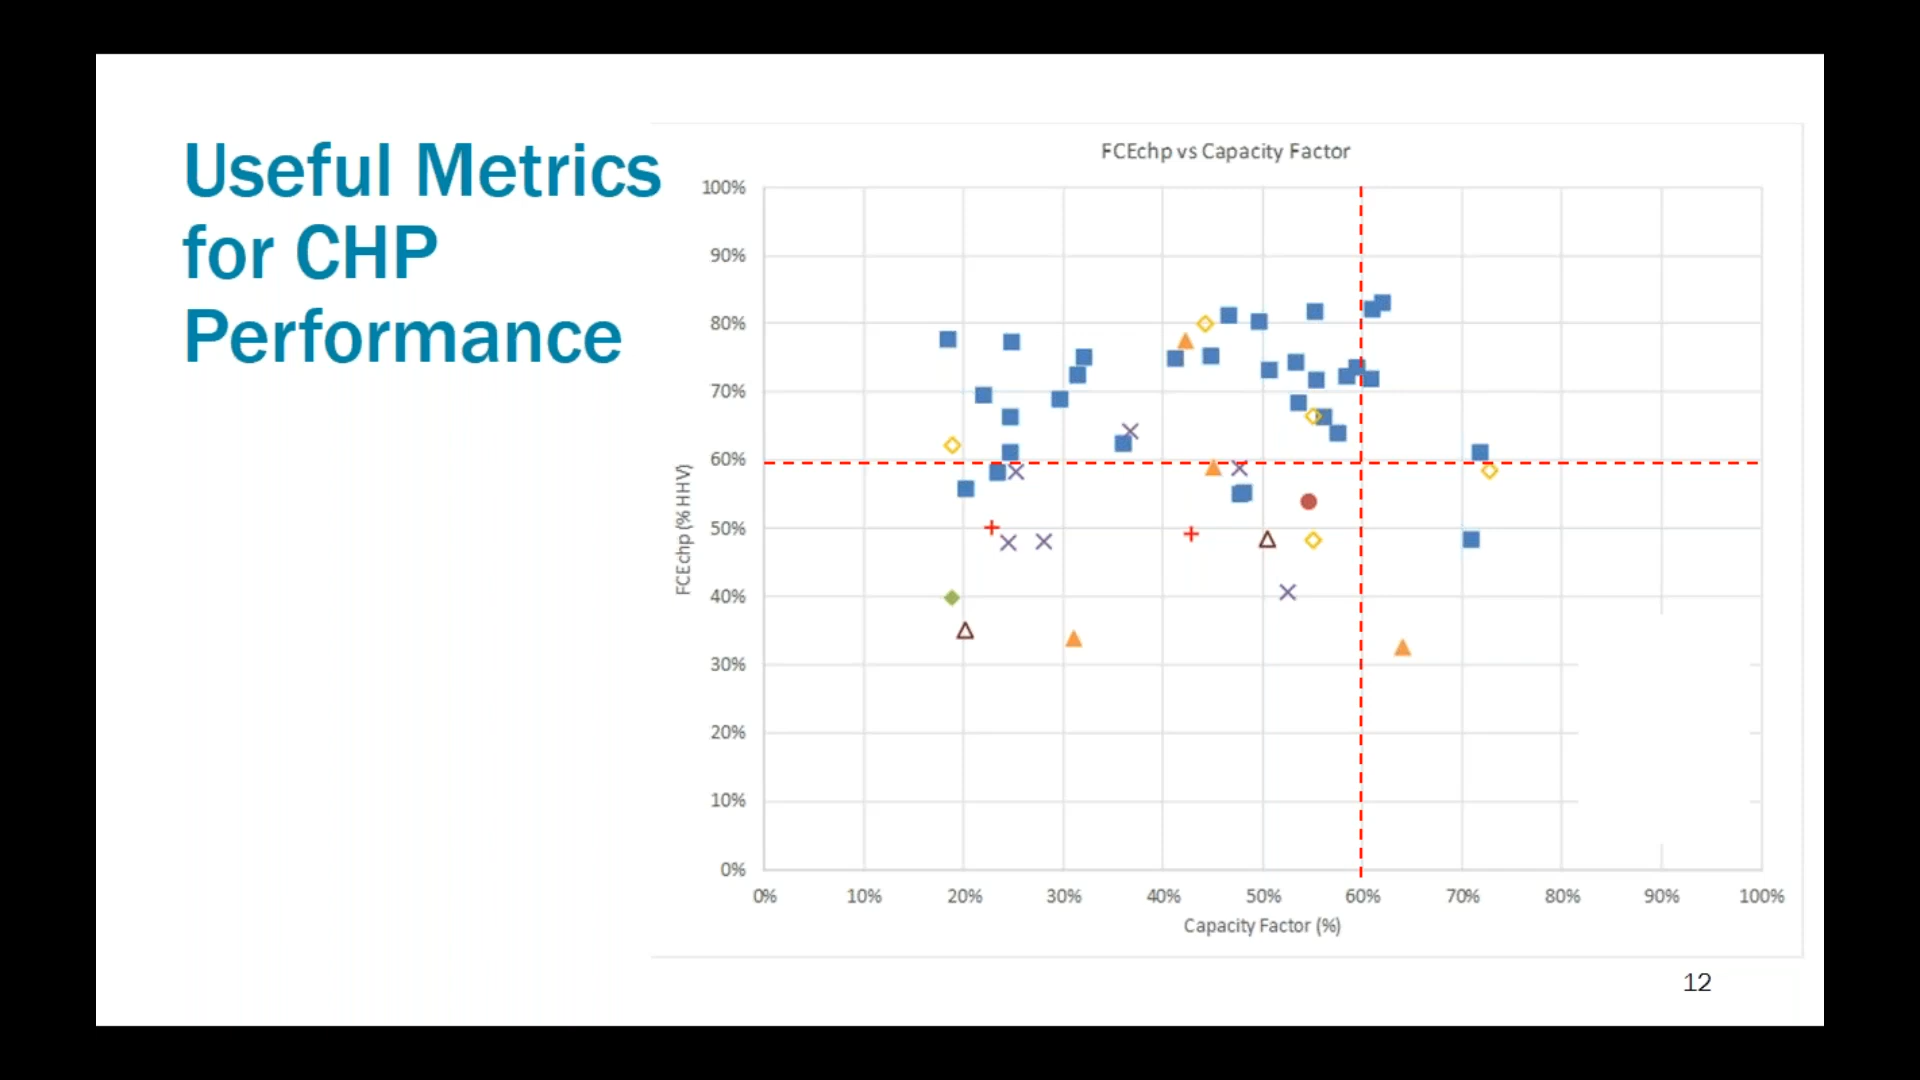 Useful Metrics
for CHP
Performance
FCEchp vs Capacity Factor
100%
90%
80%
70%
60%
50%
40%
30%
20%
10%
0%
FCEchp (% HHV)
0% 10% 20% 30% 40% 50% 60% 70% 80% 90% 100%
Capacity Factor (%)
12